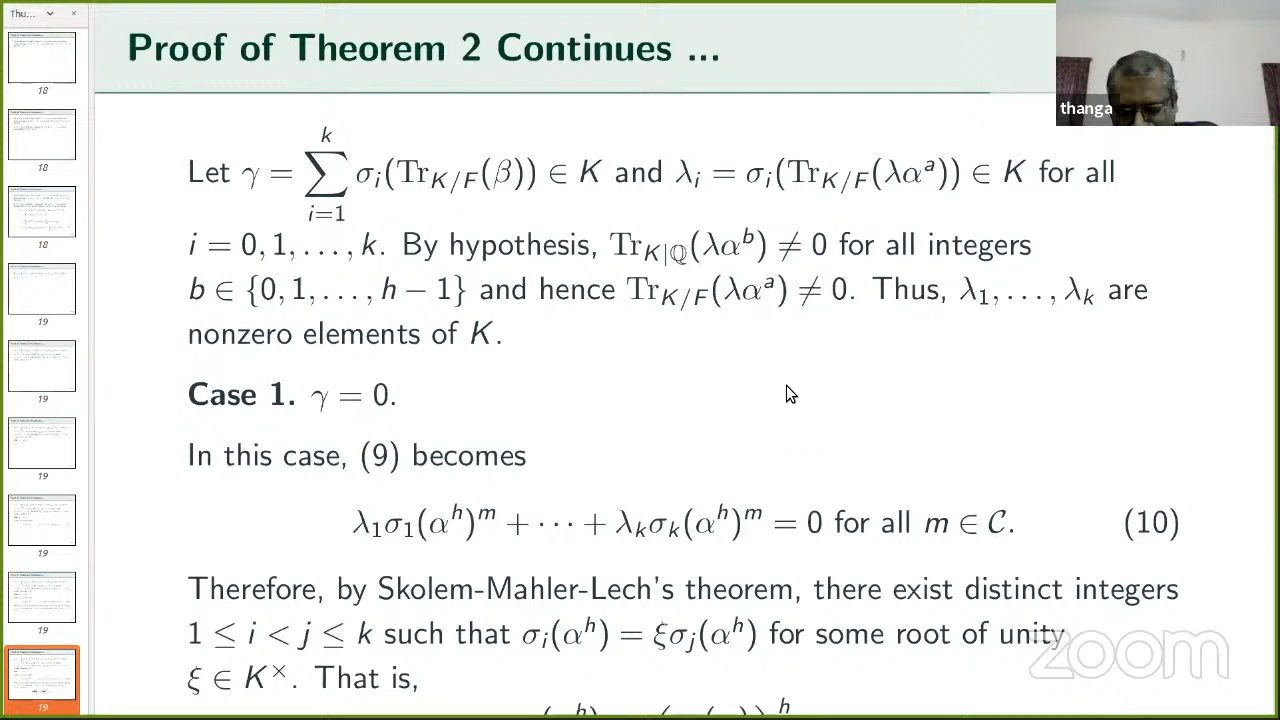 Thu...
Proof of Theorem 2 Continues ...
thanga
Let γ = \sum_{i=1}^{k} σ_i(Tr_{K/F}(β)) ∈ K and λ_i = σ_i(Tr_{K/F}(λα^a)) ∈ K for all
i = 0, 1, . . . , k. By hypothesis, Tr_{K|ℚ}(λα^b) ≠ 0 for all integers
b ∈ {0, 1, . . . , h − 1} and hence Tr_{K/F}(λα^a) ≠ 0. Thus, λ_1, . . . , λ_k are
nonzero elements of K.
Case 1. γ = 0.
In this case, (9) becomes
λ_1σ_1(α^h)^m + · · · + λ_kσ_k(α^h)^m = 0 for all m ∈ 𝒞. (10)
Therefore, by Skolem-Mahler-Lech's theorem, there exist distinct integers
1 ≤ i < j ≤ k such that σ_i(α^h) = ξσ_j(α^h) for some root of unity
ξ ∈ K^×. That is,
zoom
18
18
18
19
19
19
19
19
19